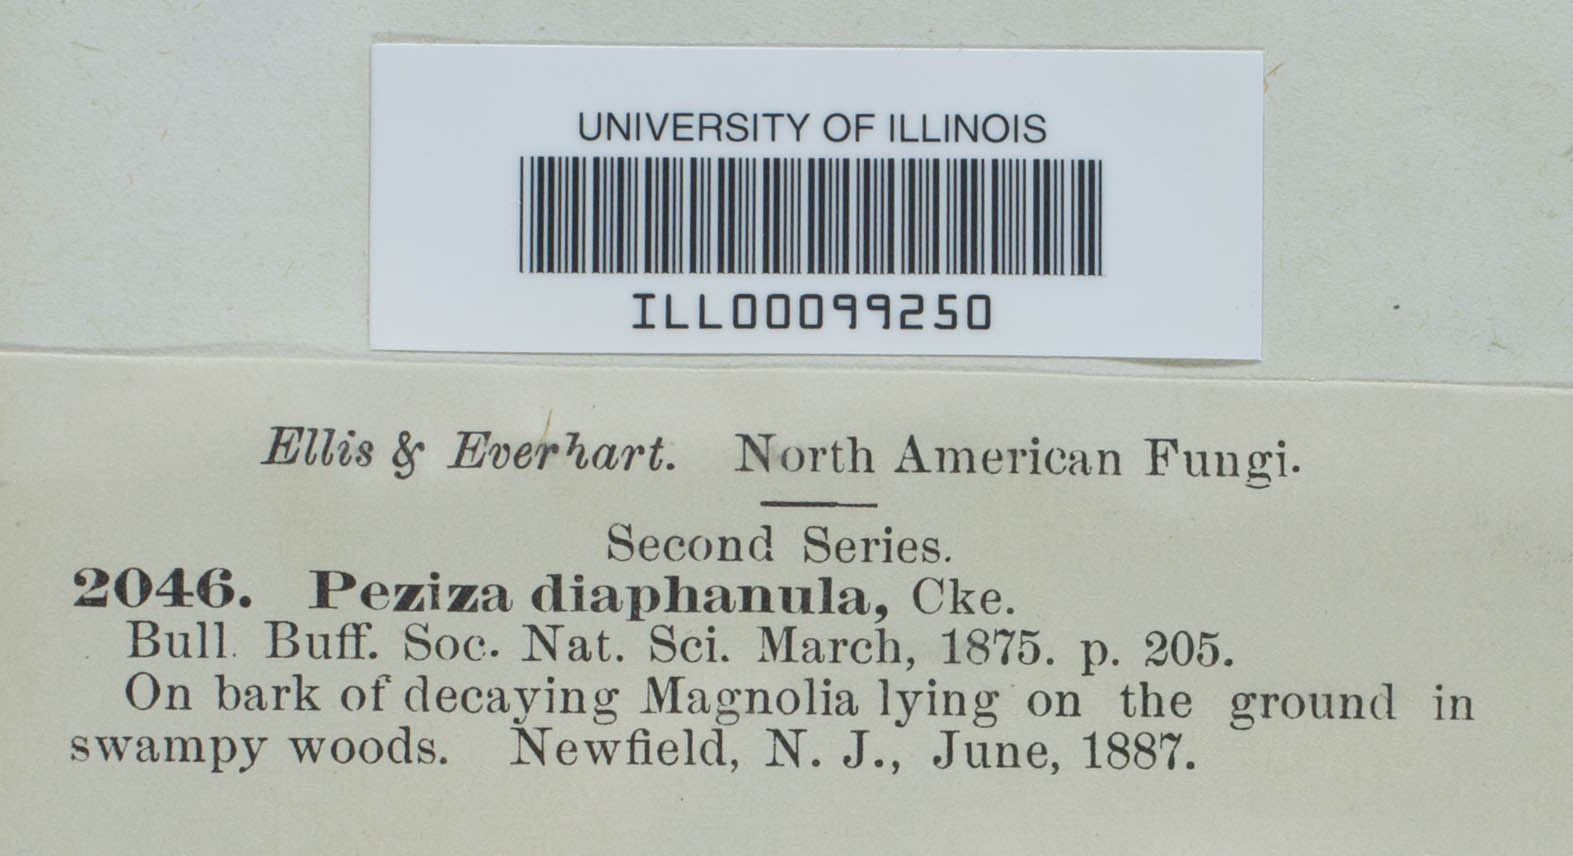 UNIVERSITY OF ILLINOIS
ILL00099250
Ellis & Everhart. North American Fungi.
Second Series.
2046. Peziza diaphanula, Cke.
Bull. Buff. Soc. Nat. Sci. March, 1875. p. 205.
On bark of decaying Magnolia lying on the ground in
swampy woods. Newfield, N. J., June, 1887.